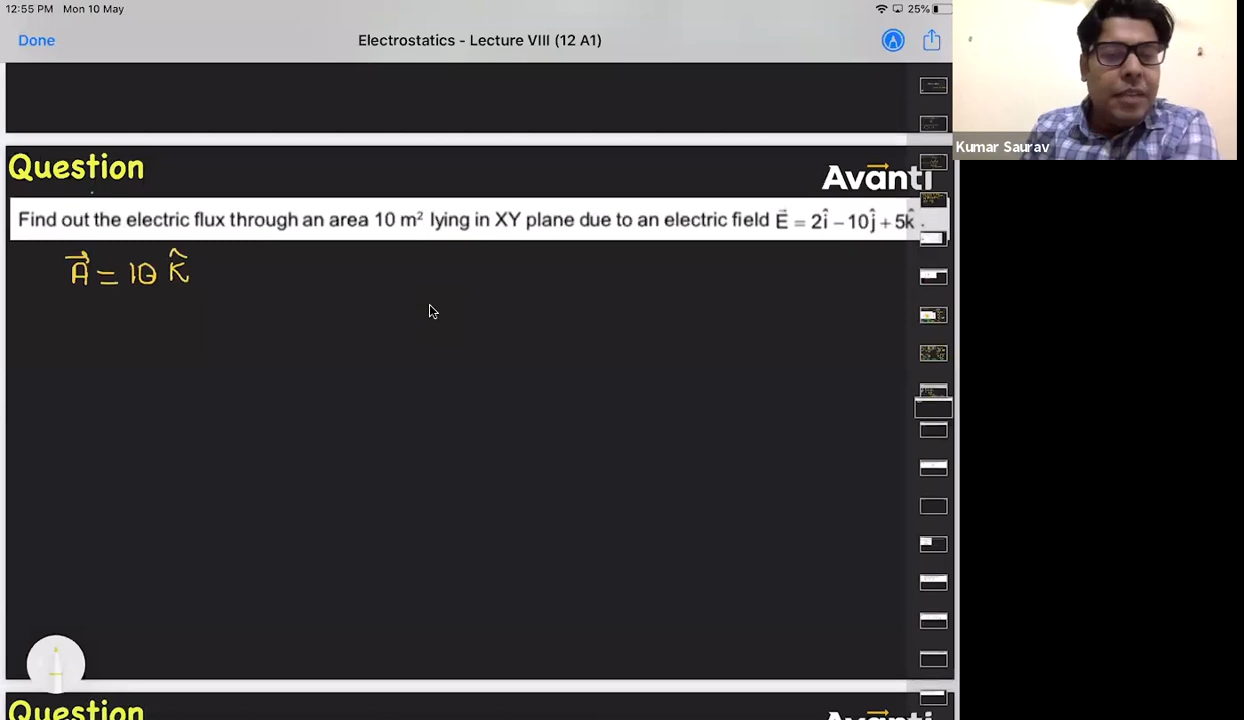 12:55 PM Mon 10 May
25%
Done
Electrostatics - Lecture VIII (12 A1)
Kumar Saurav
Question
Avanti
Find out the electric flux through an area 10 m² lying in XY plane due to an electric field E⃗ = 2î − 10ĵ + 5k̂.
A⃗ = 10 k̂
Question
Avanti